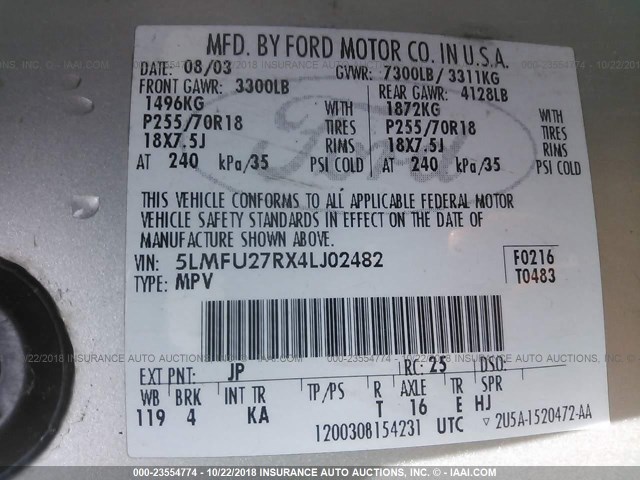 MFD. BY FORD MOTOR CO. IN U.S.A.
DATE: 08/03 GVWR: 7300LB/ 3311KG
FRONT GAWR: 3300LB REAR GAWR: 4128LB
1496KG WITH 1872KG WITH
P255/70R18 TIRES P255/70R18 TIRES
18X7.5J RIMS 18X7.5J RIMS
AT 240 kPa/35 PSI COLD AT 240 kPa/35 PSI COLD
Ford
THIS VEHICLE CONFORMS TO ALL APPLICABLE FEDERAL MOTOR
VEHICLE SAFETY STANDARDS IN EFFECT ON THE DATE OF
MANUFACTURE SHOWN ABOVE.
VIN: 5LMFU27RX4LJ02482 F0216
TYPE: MPV T0483
EXT PNT: JP RC: 25 DSO:
WB BRK INT TR TP/PS R AXLE TR SPR
119 4 KA T 16 E HJ
1200308154231 UTC ▽ 2U5A-1520472-AA
000-23554774 - 10/22/2018 INSURANCE AUTO AUCTIONS, INC. - © IAAI.COM